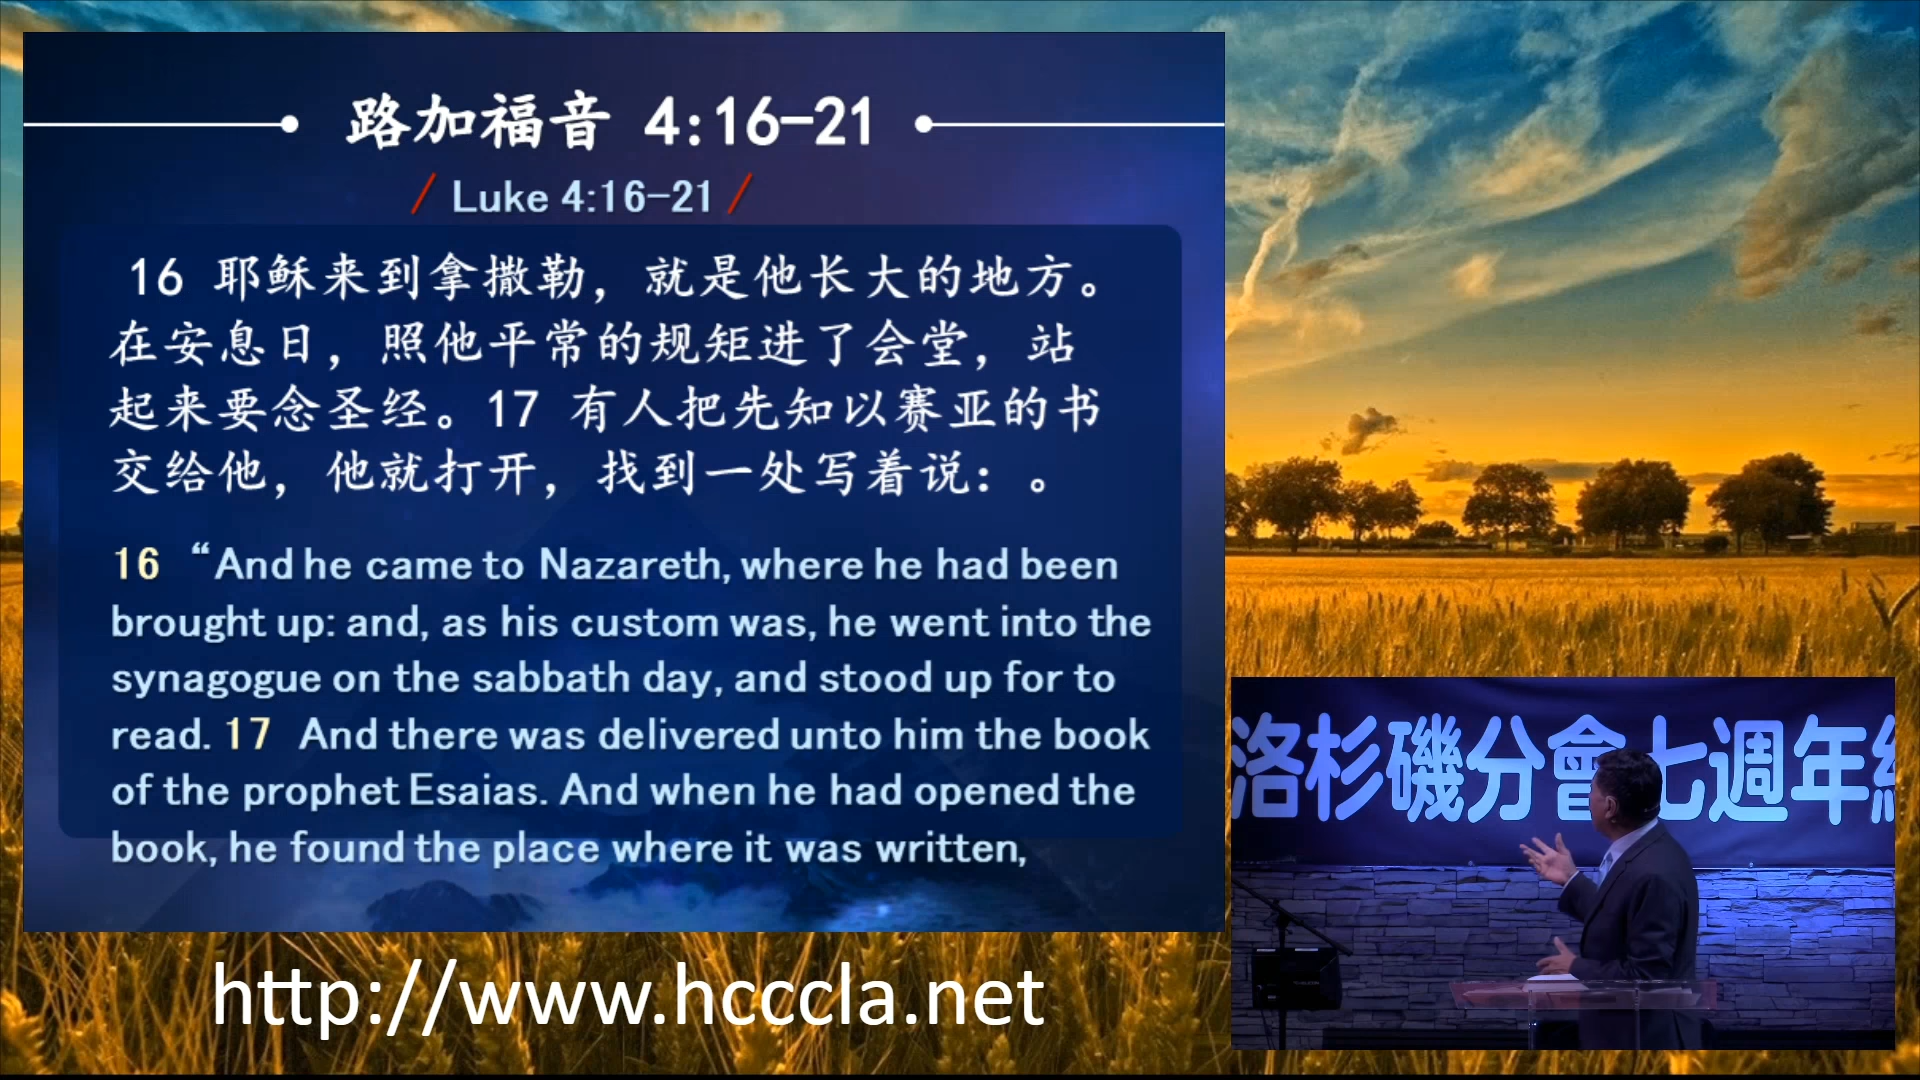 路加福音 4:16-21
/ Luke 4:16-21 /
16 耶稣来到拿撒勒，就是他长大的地方。
在安息日，照他平常的规矩进了会堂，站
起来要念圣经。17 有人把先知以赛亚的书
交给他，他就打开，找到一处写着说：。
16 “And he came to Nazareth, where he had been
brought up: and, as his custom was, he went into the
synagogue on the sabbath day, and stood up for to
read. 17 And there was delivered unto him the book
of the prophet Esaias. And when he had opened the
book, he found the place where it was written,
洛杉磯分會七週年
http://www.hcccla.net